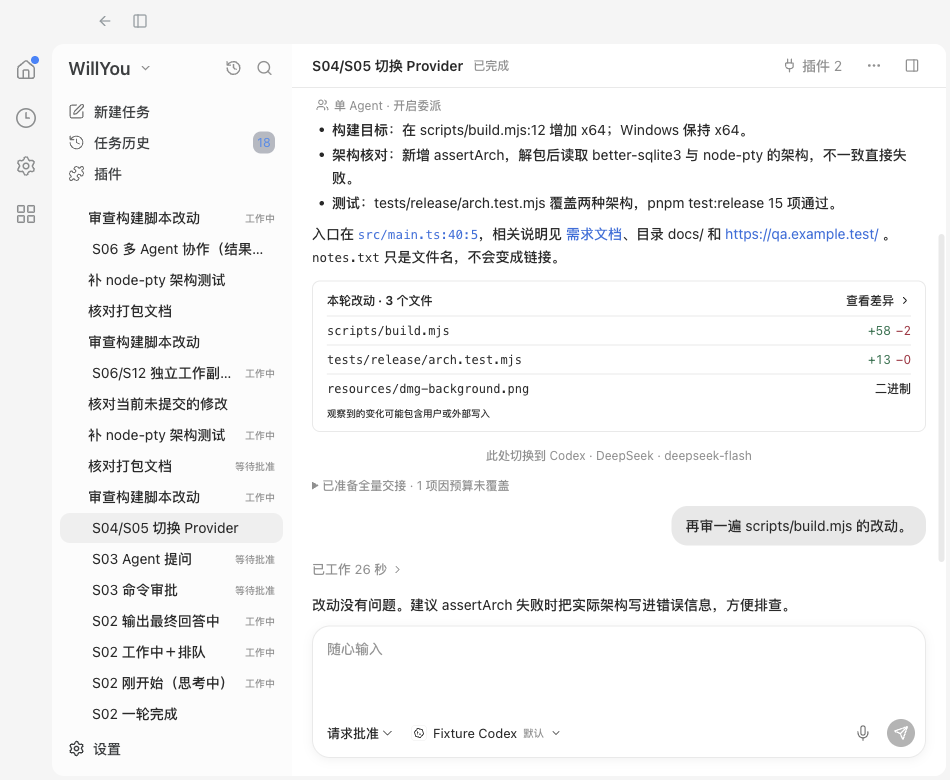 WillYou
新建任务
任务历史 18
插件
审查构建脚本改动 工作中
S06 多 Agent 协作（结果...
补 node-pty 架构测试
核对打包文档
审查构建脚本改动
S06/S12 独立工作副... 工作中
核对当前未提交的修改
补 node-pty 架构测试 工作中
核对打包文档 等待批准
审查构建脚本改动 工作中
S04/S05 切换 Provider
S03 Agent 提问 等待批准
S03 命令审批 等待批准
S02 输出最终回答中 工作中
S02 工作中＋排队 工作中
S02 刚开始（思考中） 工作中
S02 一轮完成
设置
S04/S05 切换 Provider 已完成
插件 2
单 Agent · 开启委派
• 构建目标：在 scripts/build.mjs:12 增加 x64；Windows 保持 x64。
• 架构核对：新增 assertArch，解包后读取 better-sqlite3 与 node-pty 的架构，不一致直接失
败。
• 测试：tests/release/arch.test.mjs 覆盖两种架构，pnpm test:release 15 项通过。
入口在 src/main.ts:40:5，相关说明见 需求文档、目录 docs/ 和 https://qa.example.test/ 。
notes.txt 只是文件名，不会变成链接。
本轮改动 · 3 个文件 查看差异
scripts/build.mjs +58 −2
tests/release/arch.test.mjs +13 −0
resources/dmg-background.png 二进制
观察到的变化可能包含用户或外部写入
此处切换到 Codex · DeepSeek · deepseek-flash
已准备全量交接 · 1 项因预算未覆盖
再审一遍 scripts/build.mjs 的改动。
已工作 26 秒
改动没有问题。建议 assertArch 失败时把实际架构写进错误信息，方便排查。
随心输入
请求批准 Fixture Codex 默认